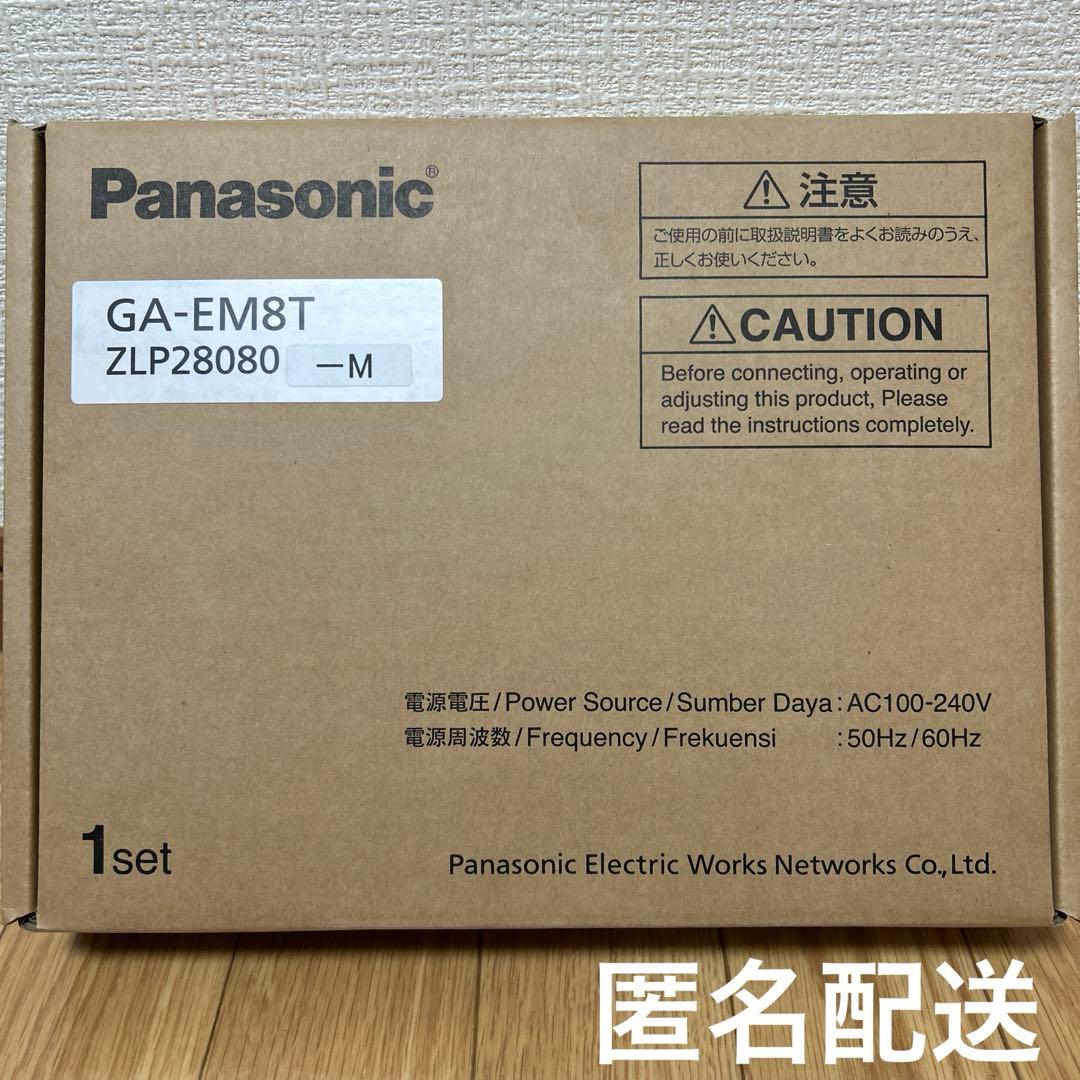 Panasonic®
GA-EM8T
ZLP28080 －M
⚠注意
ご使用の前に取扱説明書をよくお読みのうえ、
正しくお使いください。
⚠CAUTION
Before connecting, operating or
adjusting this product, Please
read the instructions completely.
電源電圧/Power Source/Sumber Daya:AC100-240V
電源周波数/Frequency/Frekuensi :50Hz/60Hz
1set
Panasonic Electric Works Networks Co.,Ltd.
匿名配送